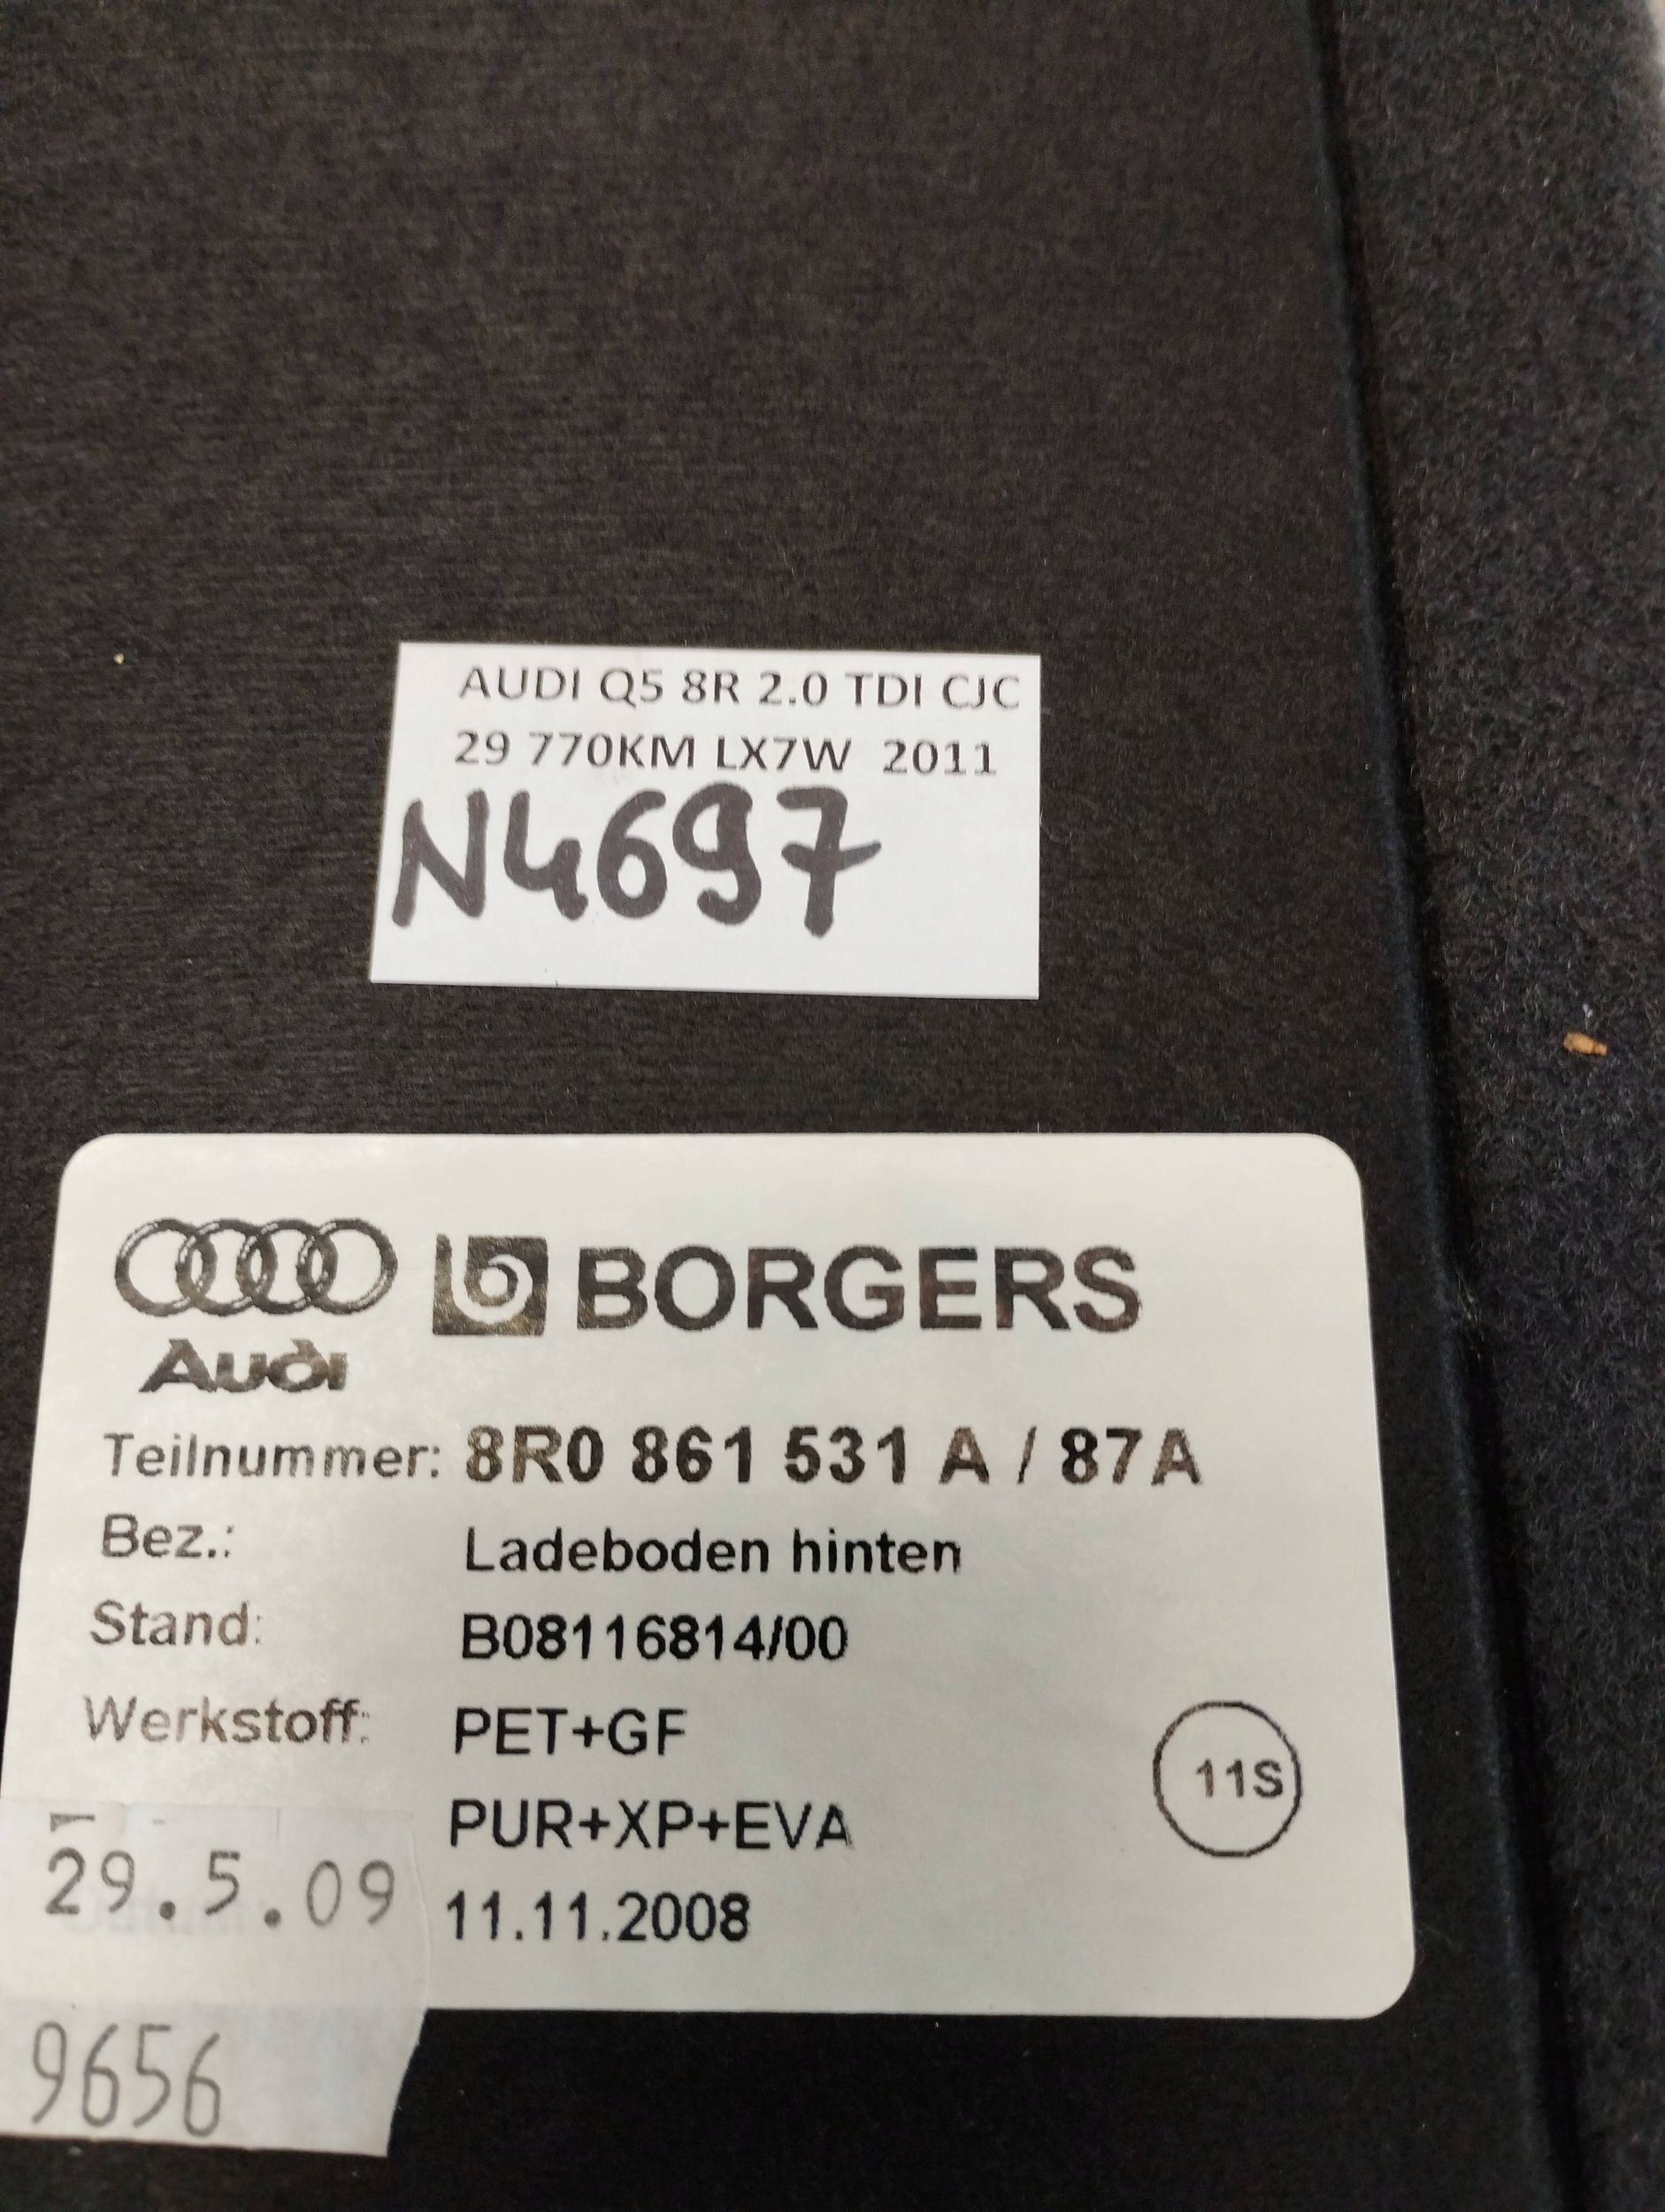 AUDI Q5 8R 2.0 TDI CJC
29 770KM LX7W 2011
N4697
BORGERS
Audi
Teilnummer: 8R0 861 531 A / 87A
Bez.: Ladeboden hinten
Stand: B08116814/00
Werkstoff: PET+GF
PUR+XP+EVA
11S
29.5.09
11.11.2008
9656